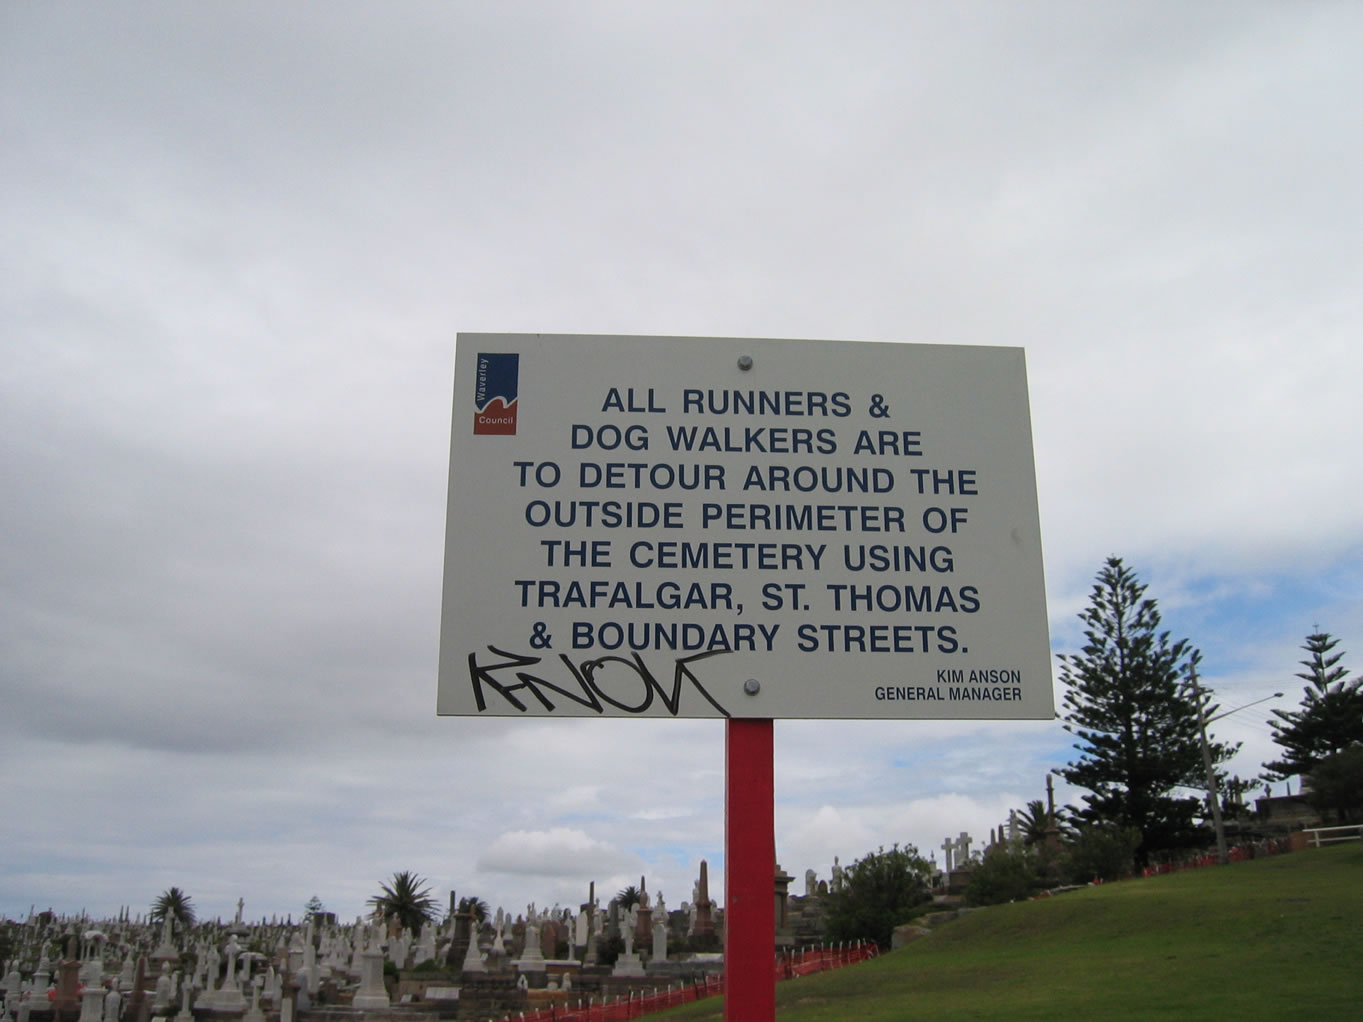 Waverley
Council
ALL RUNNERS &
DOG WALKERS ARE
TO DETOUR AROUND THE
OUTSIDE PERIMETER OF
THE CEMETERY USING
TRAFALGAR, ST. THOMAS
& BOUNDARY STREETS.
KIM ANSON
GENERAL MANAGER